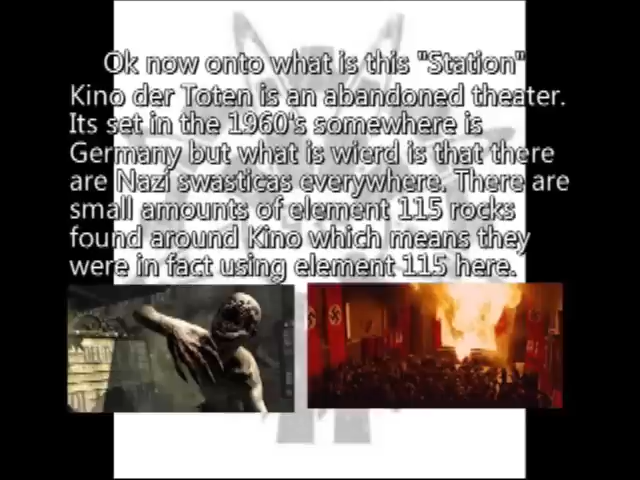 Ok now onto what is this "Station"
Kino der Toten is an abandoned theater.
Its set in the 1960's somewhere is
Germany but what is wierd is that there
are Nazi swasticas everywhere. There are
small amounts of element 115 rocks
found around Kino which means they
were in fact using element 115 here.